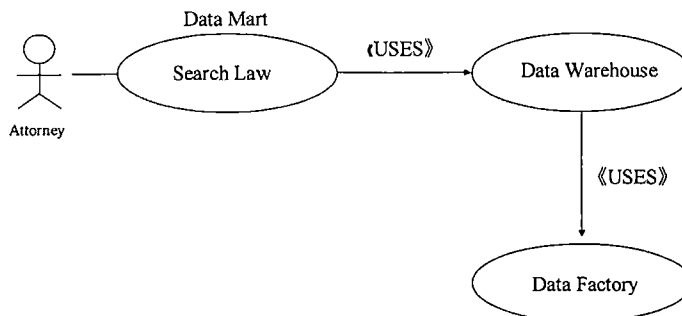 Data Mart
Search Law
《USES》
Data Warehouse
Attorney
《USES》
Data Factory